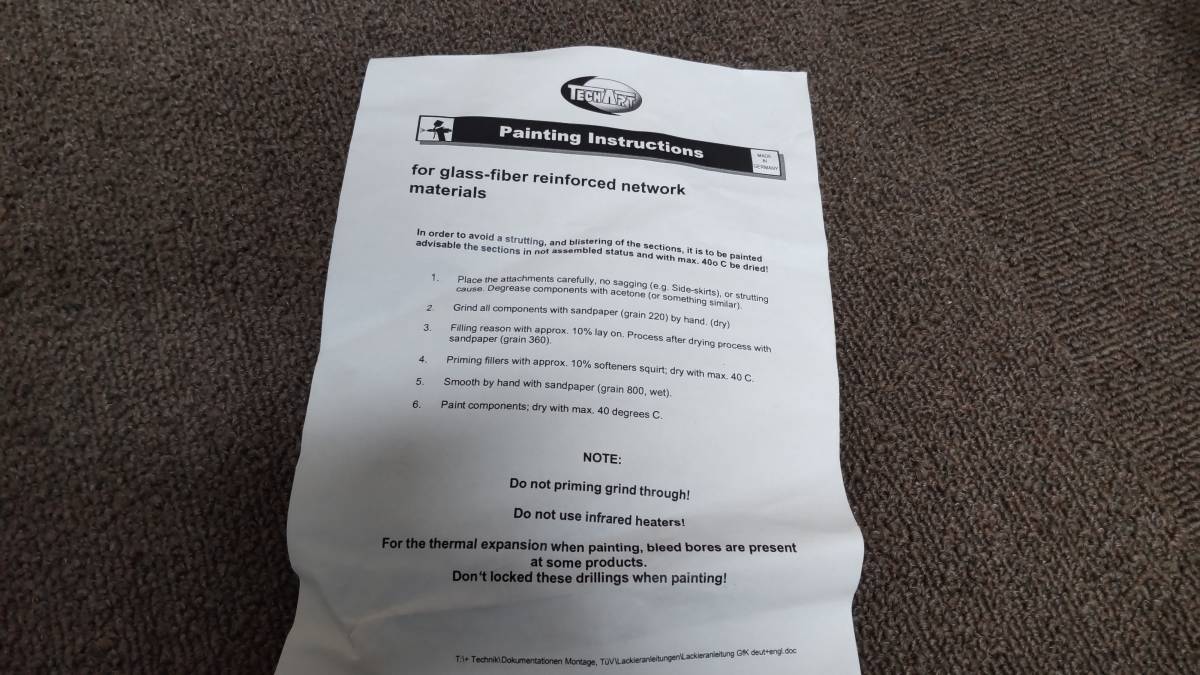 TECHART
Painting Instructions
MADE
IN
GERMANY
for glass-fiber reinforced network
materials
In order to avoid a strutting, and blistering of the sections, it is to be painted
advisable the sections in not assembled status and with max. 40o C be dried!
1. Place the attachments carefully, no sagging (e.g. Side-skirts), or strutting
cause. Degrease components with acetone (or something similar).
2. Grind all components with sandpaper (grain 220) by hand. (dry)
3. Filling reason with approx. 10% lay on. Process after drying process with
sandpaper (grain 360).
4. Priming fillers with approx. 10% softeners squirt; dry with max. 40 C.
5. Smooth by hand with sandpaper (grain 800, wet).
6. Paint components; dry with max. 40 degrees C.
NOTE:
Do not priming grind through!
Do not use infrared heaters!
For the thermal expansion when painting, bleed bores are present
at some products.
Don't locked these drillings when painting!
T:\+ Technik\Dokumentationen Montage, TüV\Lackieranleitungen\Lackieranleitung GfK deut+engl.doc